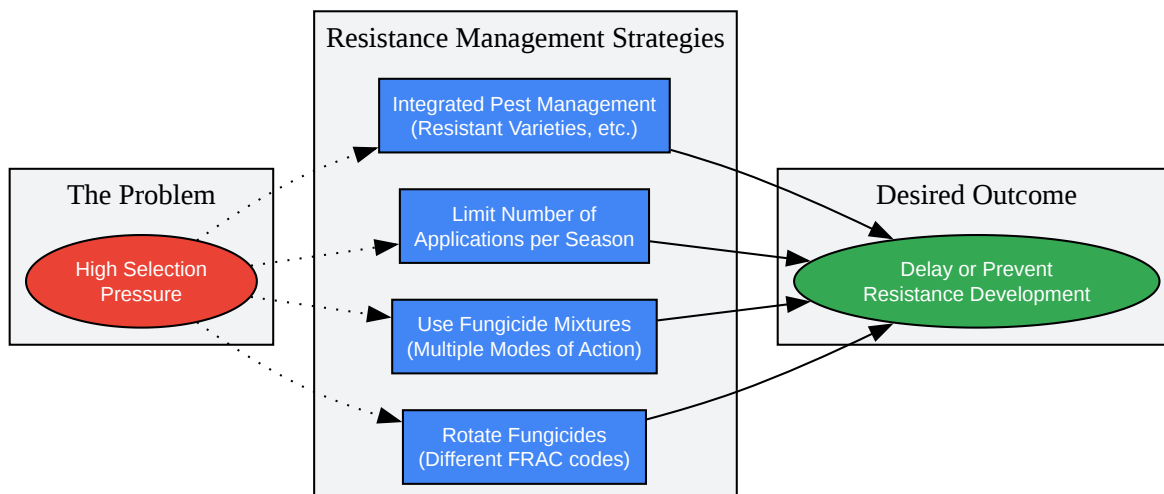 Resistance Management Strategies
Integrated Pest Management
(Resistant Varieties, etc.)
The Problem
High Selection
Pressure
Limit Number of
Applications per Season
Use Fungicide Mixtures
(Multiple Modes of Action)
Rotate Fungicides
(Different FRAC codes)
Desired Outcome
Delay or Prevent
Resistance Development